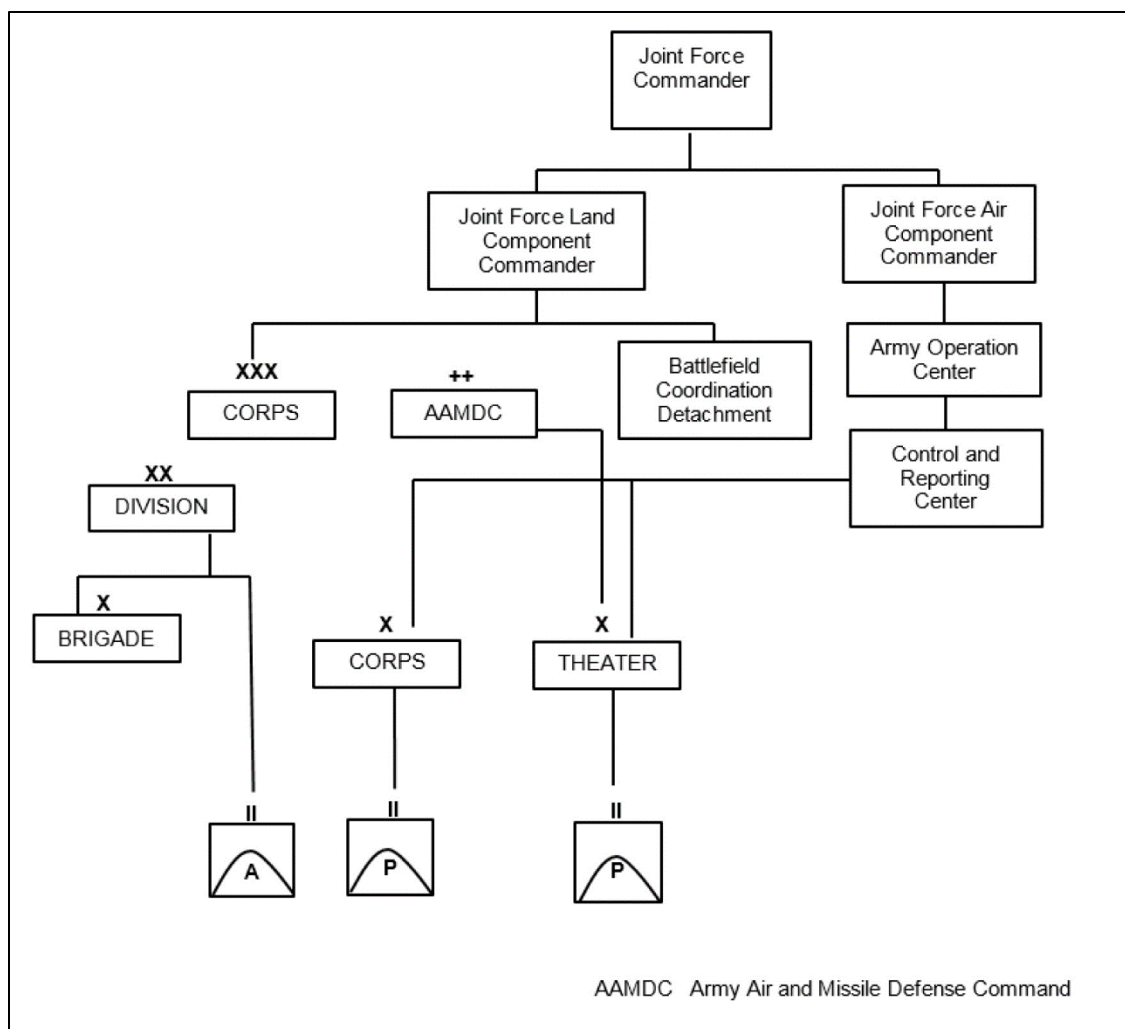 Joint Force
Commander
Joint Force Land
Component
Commander
Joint Force Air
Component
Commander
XXX
CORPS
++
AAMDC
Battlefield
Coordination
Detachment
Army Operation
Center
Control and
Reporting
Center
XX
DIVISION
X
BRIGADE
X
CORPS
X
THEATER
II
A
II
P
II
P
AAMDC Army Air and Missile Defense Command